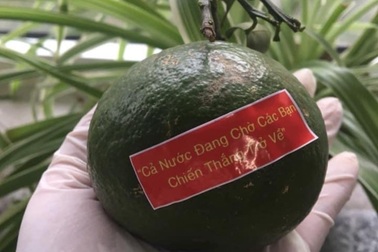 "Cả Nước Đang Chờ Các Bạn
Chiến Thắng Trở Về"